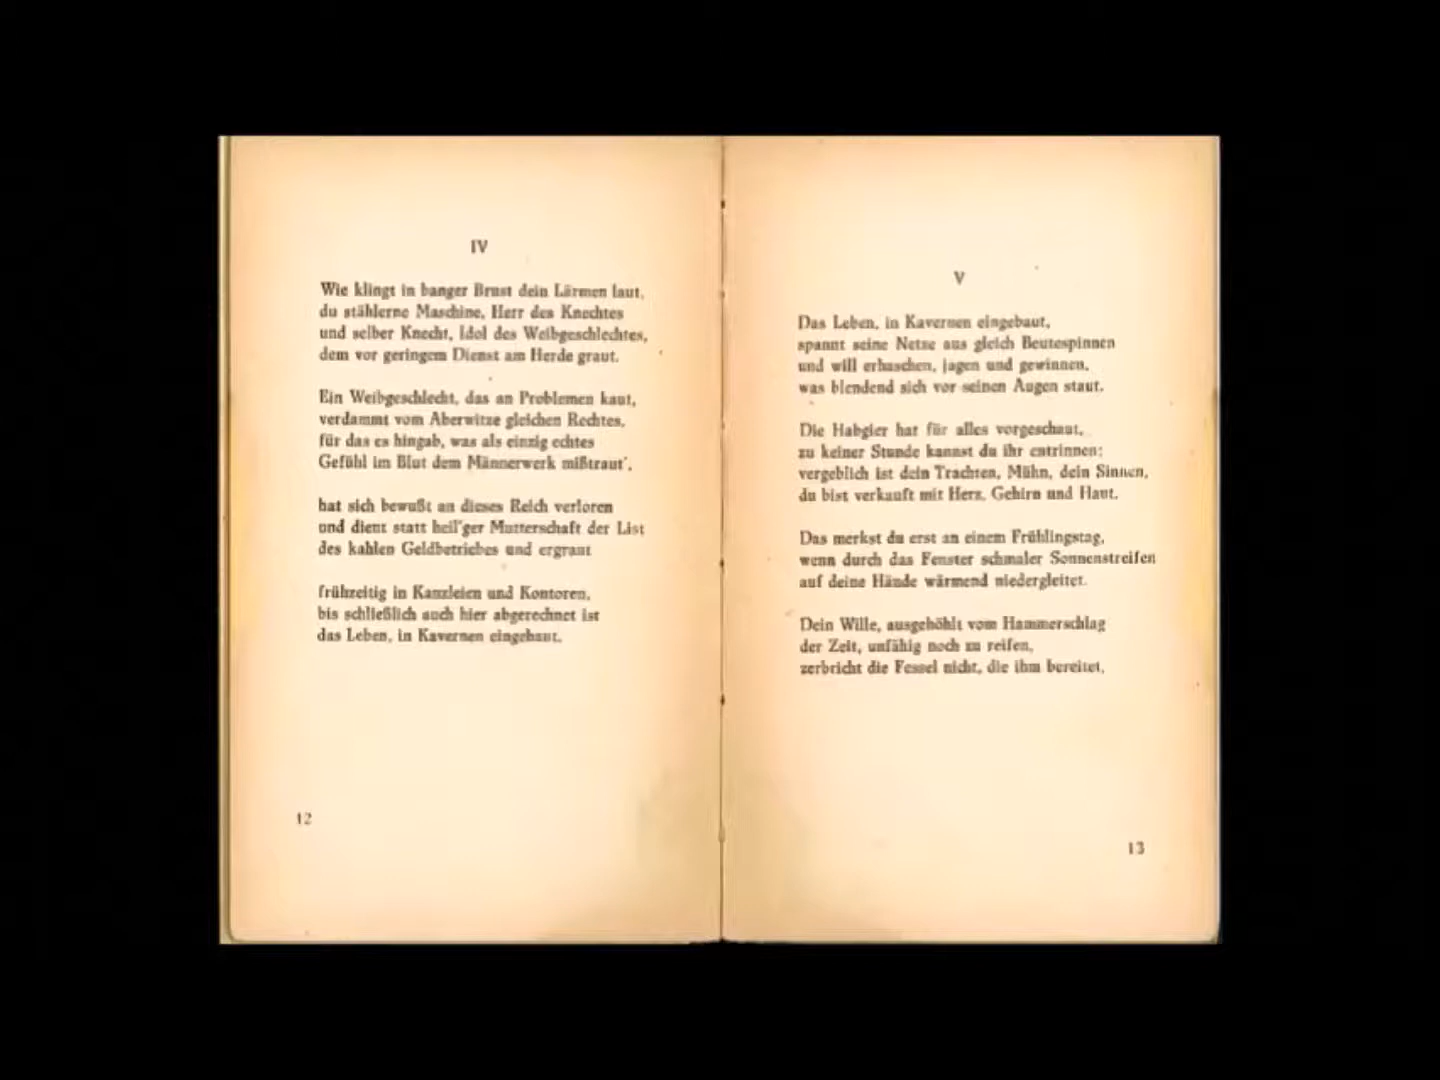 IV
Wie klingt in banger Brust dein Lärmen laut,
du stählerne Maschine, Herr des Knechtes
und selber Knecht, Idol des Weibgeschlechtes,
dem vor geringem Dienst am Herde graut.
Ein Weibgeschlecht, das an Problemen kaut,
verdammt vom Aberwitze gleichen Rechtes,
für das es hingab, was als einzig echtes
Gefühl im Blut dem Männerwerk mißtraut',
hat sich bewußt an dieses Reich verloren
und dient statt heil'ger Mutterschaft der List
des kahlen Geldbetriebes und ergraut
frühzeitig in Kanzleien und Kontoren,
bis schließlich auch hier abgerechnet ist
das Leben, in Kavernen eingebaut.
12
V
Das Leben, in Kavernen eingebaut,
spannt seine Netze aus gleich Beutespinnen
und will erhaschen, jagen und gewinnen,
was blendend sich vor seinen Augen staut.
Die Habgier hat für alles vorgeschaut,
zu keiner Stunde kannst du ihr entrinnen;
vergeblich ist dein Trachten, Mühn, dein Sinnen,
du bist verkauft mit Herz, Gehirn und Haut.
Das merkst du erst an einem Frühlingstag,
wenn durch das Fenster schmaler Sonnenstreifen
auf deine Hände wärmend niedergleitet.
Dein Wille, ausgehöhlt vom Hammerschlag
der Zeit, unfähig noch zu reifen,
zerbricht die Fessel nicht, die ihm bereitet,
13